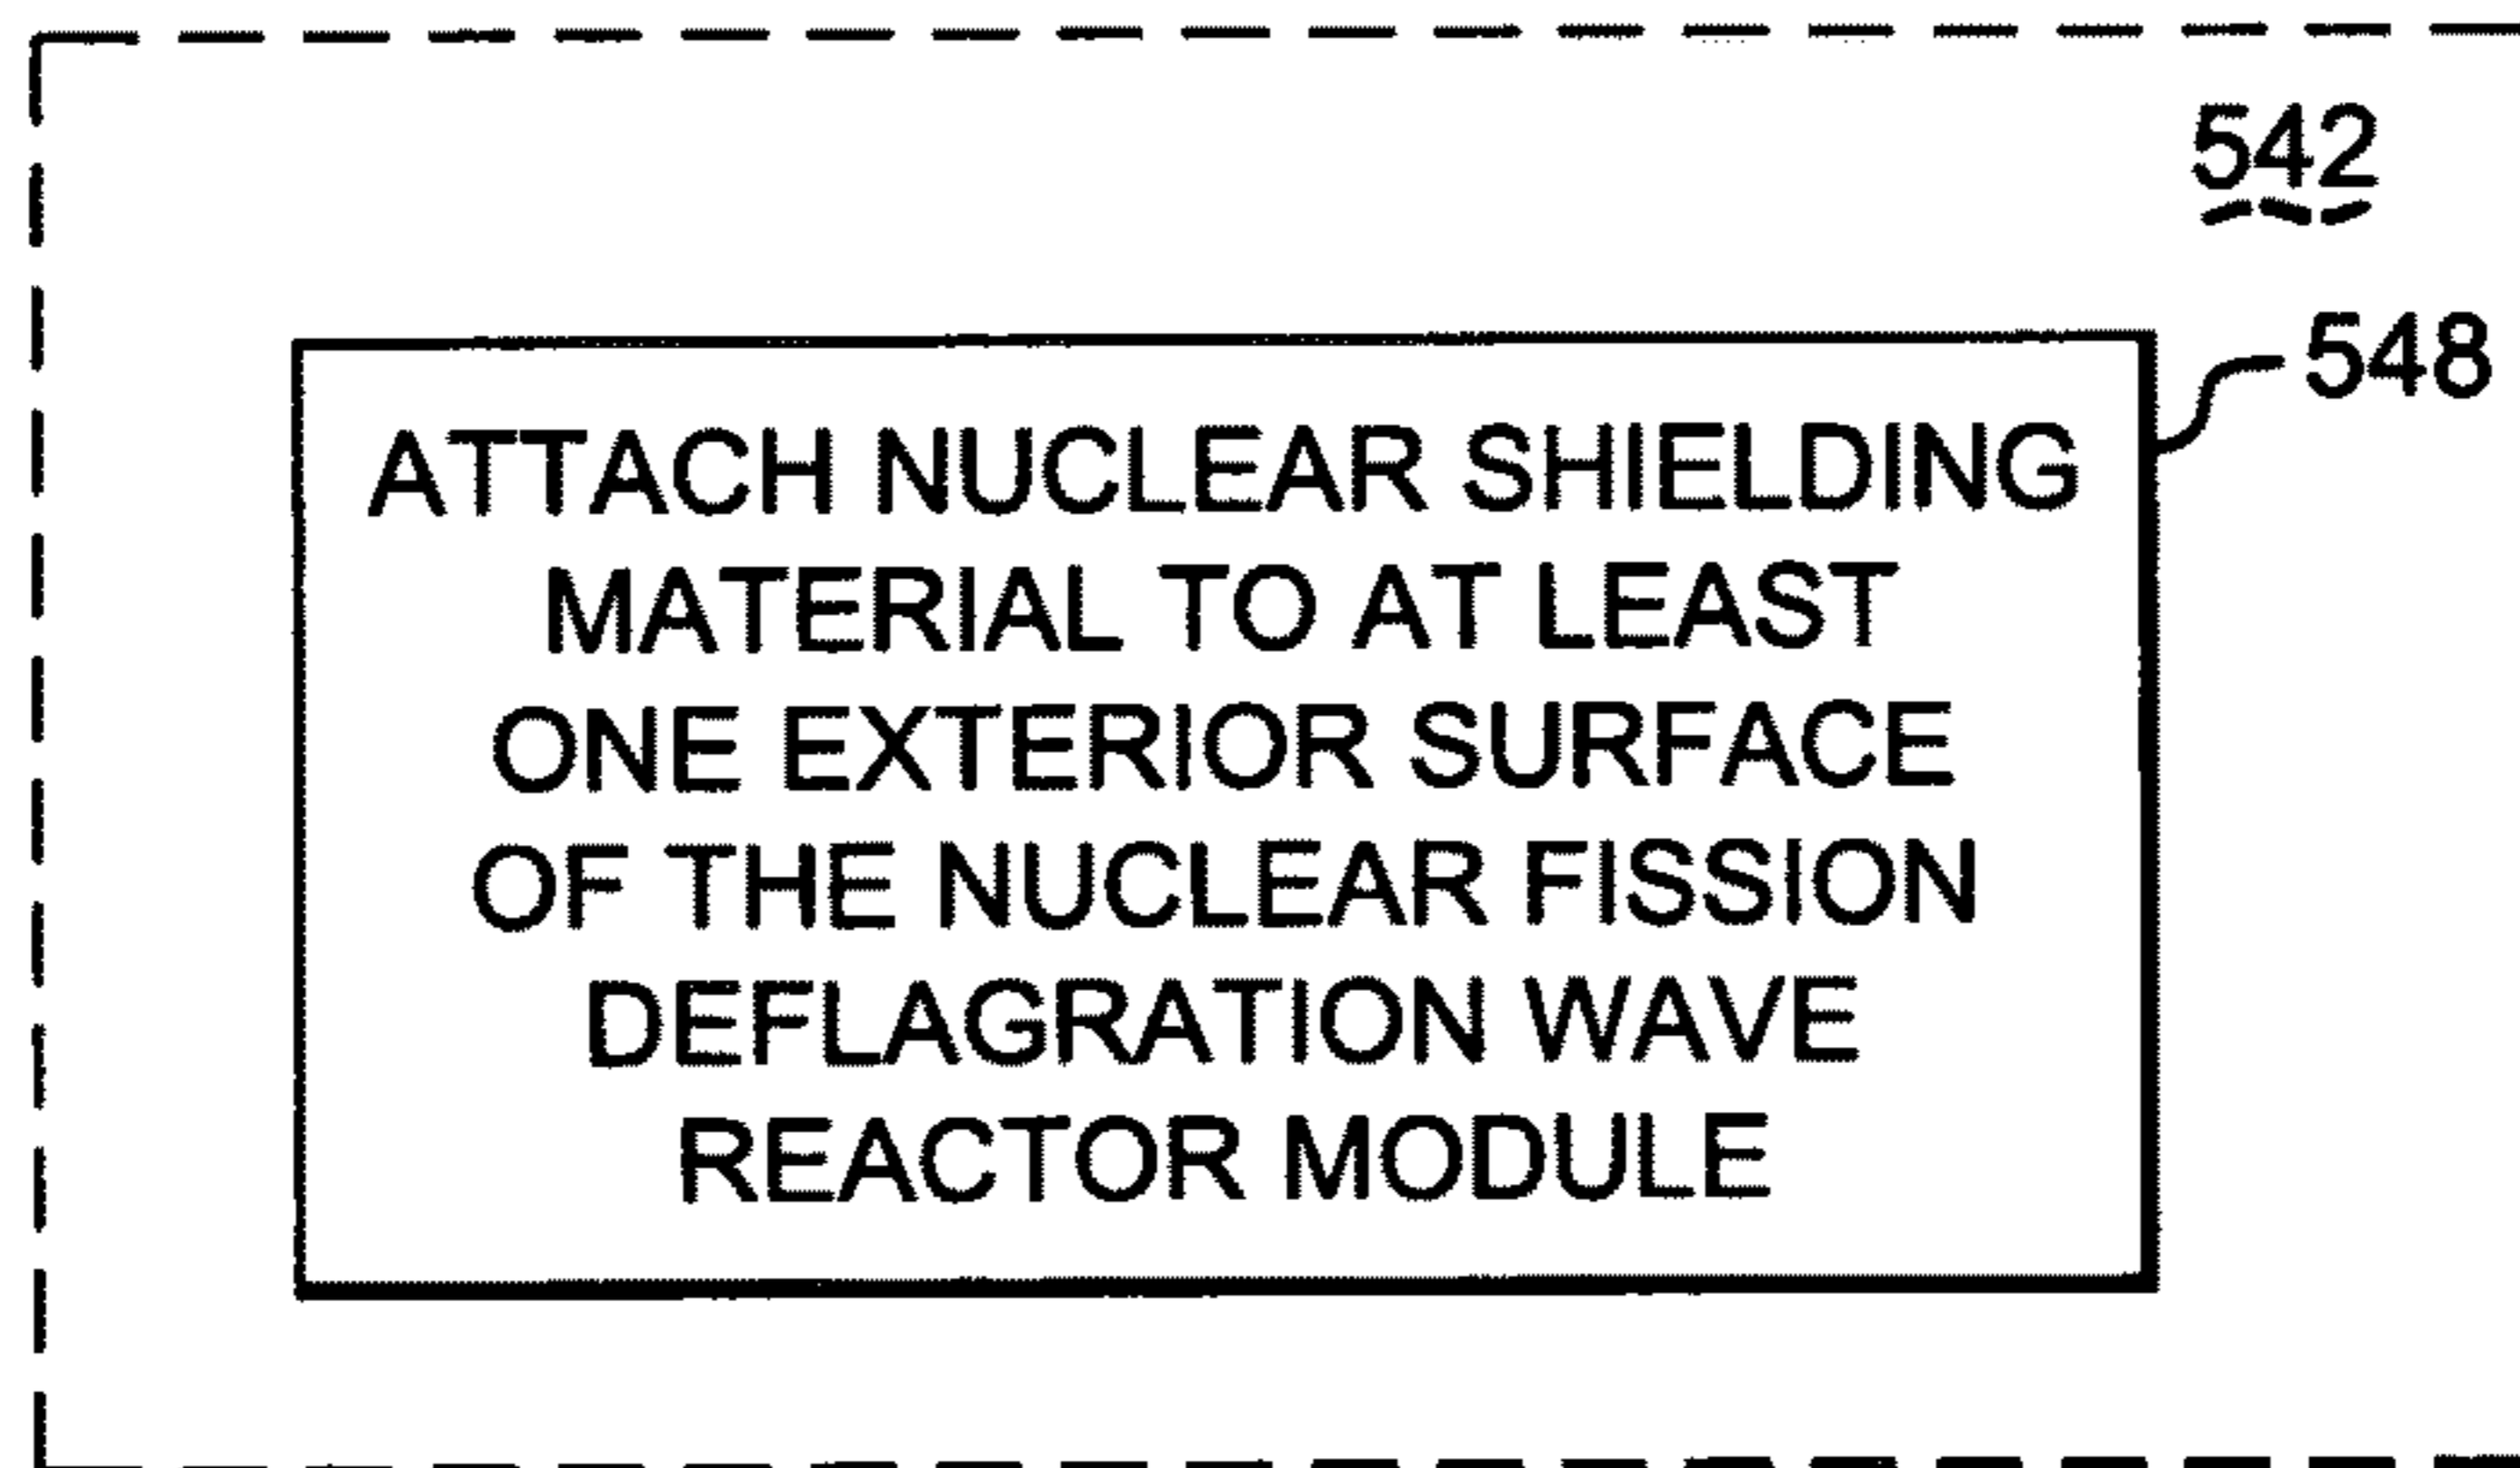 542
548
ATTACH NUCLEAR SHIELDING
MATERIAL TO AT LEAST
ONE EXTERIOR SURFACE
OF THE NUCLEAR FISSION
DEFLAGRATION WAVE
REACTOR MODULE